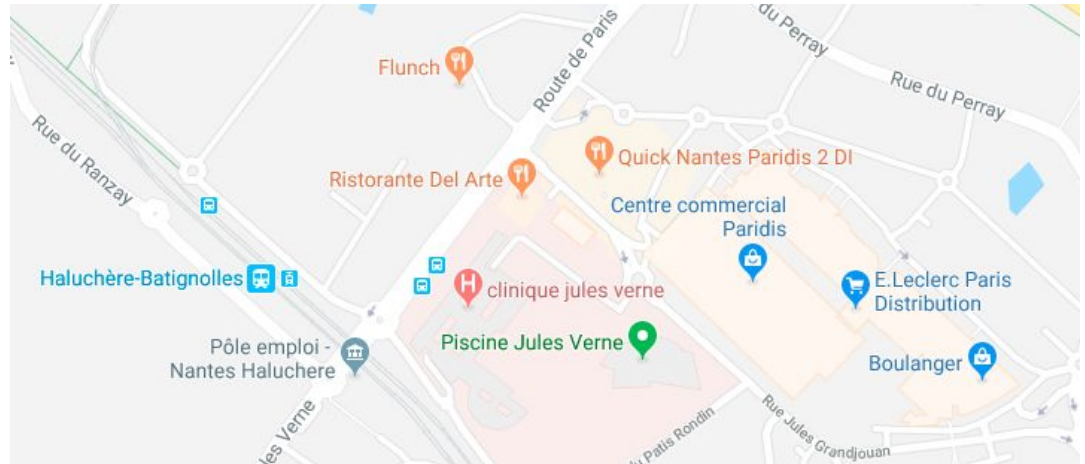 du Perray
Flunch
Route de Paris
Rue du Perray
Rue du Ranzay
Quick Nantes Paridis 2 DI
Ristorante Del Arte
Centre commercial
Paridis
Haluchère-Batignolles
clinique jules verne
E.Leclerc Paris
Distribution
Piscine Jules Verne
Pôle emploi -
Nantes Haluchere
Boulanger
les Verne
du Patis Rondin
Rue Jules Grandjouan